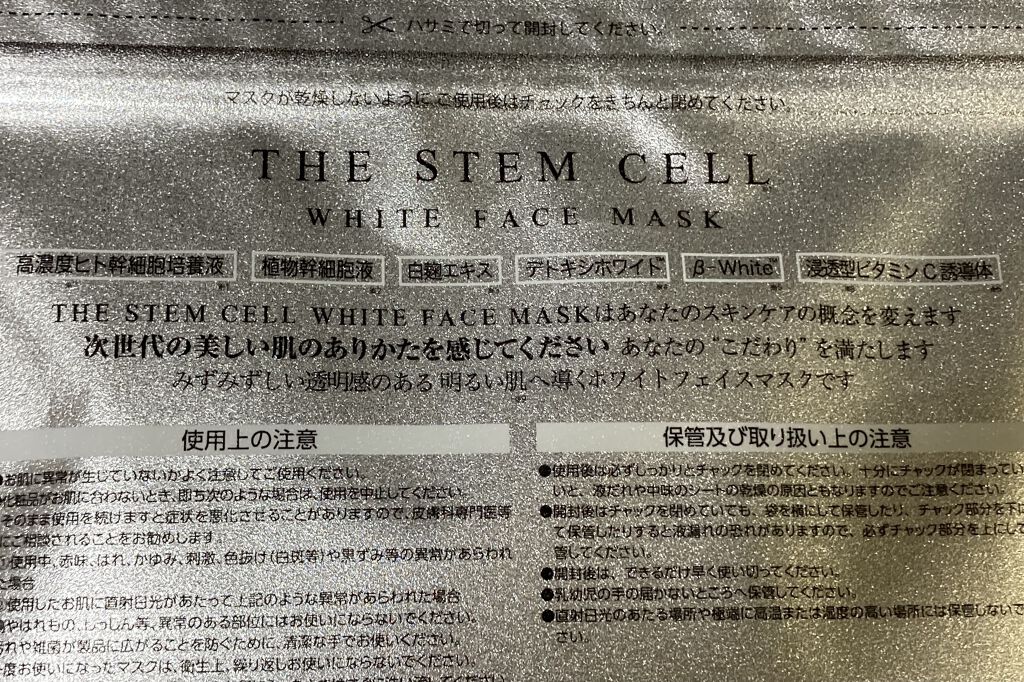 ハサミで切って開封してください。
マスクが乾燥しないように、ご使用後はチャックをきちんと閉めてください。
THE STEM CELL
WHITE FACE MASK
高濃度ヒト幹細胞培養液 植物幹細胞液 白麹エキス デトキシホワイト β-White 浸透型ビタミンC誘導体
THE STEM CELL WHITE FACE MASKはあなたのスキンケアの概念を変えます
次世代の美しい肌のありかたを感じてください あなたの“こだわり”を満たします
みずみずしい透明感のある明るい肌へ導くホワイトフェイスマスクです
使用上の注意
●お肌に異常が生じていないかよく注意してご使用ください。
化粧品がお肌に合わないとき、即ち次のような場合は、使用を中止してください。
そのまま使用を続けますと症状を悪化させることがありますので、皮膚科専門医等
にご相談されることをお勧めします
使用中、赤味、はれ、かゆみ、刺激、色抜け(白斑等)や黒ずみ等の異常があらわれ
た場合
使用したお肌に直射日光があたって上記のような異常があらわれた場合
やはれもの、しっしん等、異常のある部位にはお使いにならないでください。
れや雑菌が製品に広がることを防ぐために、清潔な手でお使いください。
度お使いになったマスクは、衛生上、繰り返しお使いにならないでください。
保管及び取り扱い上の注意
●使用後は必ずしっかりとチャックを閉めてください。十分にチャックが閉まってい
いと、液だれや中味のシートの乾燥の原因ともなりますのでご注意ください。
●開封後はチャックを閉めていても、袋を横にして保管したり、チャック部分を下に
て保管したりすると液漏れの恐れがありますので、必ずチャック部分を上にして
管してください。
●開封後は、できるだけ早く使い切ってください。
●乳幼児の手の届かないところへ保管してください。
●直射日光のあたる場所や極端に高温または湿度の高い場所には保管しないで
さい。